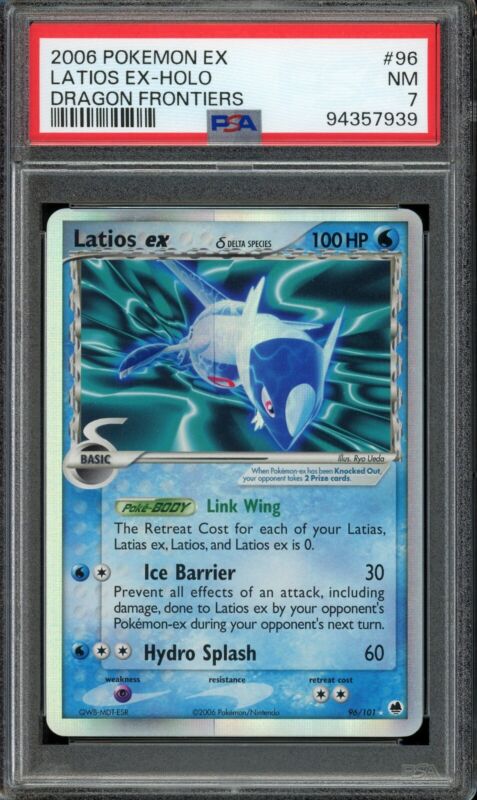 2006 POKEMON EX #96
LATIOS EX-HOLO NM
DRAGON FRONTIERS 7
PSA 94357939
Latios ex δ DELTA SPECIES 100 HP
BASIC
Illus. Ryo Ueda
When Pokémon-ex has been Knocked Out,
your opponent takes 2 Prize cards.
Poké-BODY Link Wing
The Retreat Cost for each of your Latias,
Latias ex, Latios, and Latios ex is 0.
Ice Barrier 30
Prevent all effects of an attack, including
damage, done to Latios ex by your opponent's
Pokémon-ex during your opponent's next turn.
Hydro Splash 60
weakness resistance retreat cost
QWB-MDT-ESR ©2006 Pokémon/Nintendo 96/101
PSA